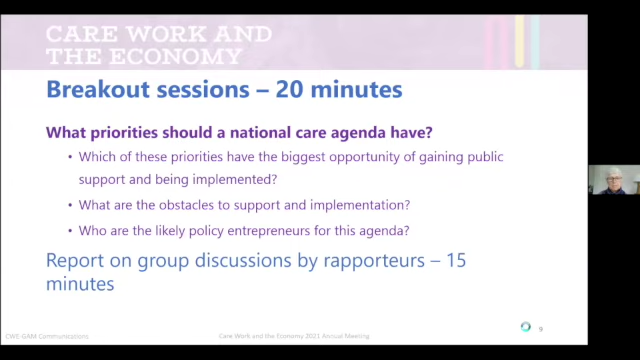 CARE WORK AND
THE ECONOMY
Breakout sessions – 20 minutes
What priorities should a national care agenda have?
• Which of these priorities have the biggest opportunity of gaining public
support and being implemented?
• What are the obstacles to support and implementation?
• Who are the likely policy entrepreneurs for this agenda?
Report on group discussions by rapporteurs – 15
minutes
CWE-GAM Communications
Care Work and the Economy 2021 Annual Meeting
9